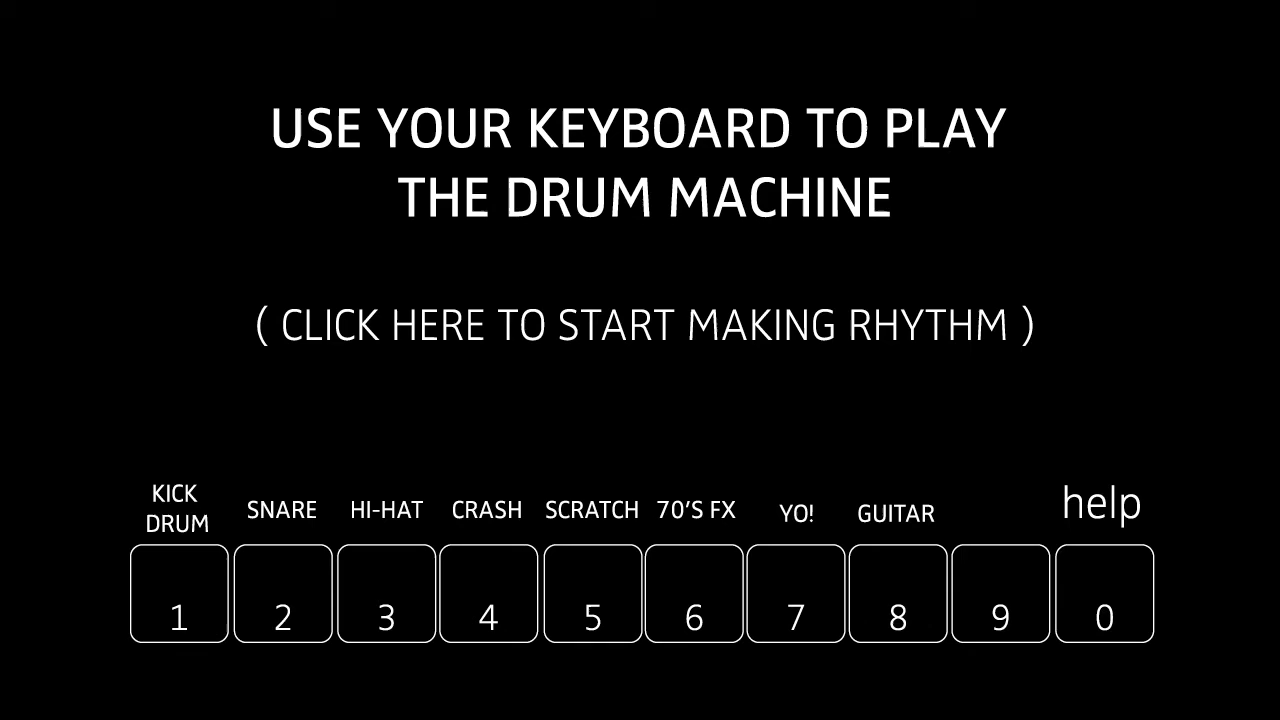 USE YOUR KEYBOARD TO PLAY
THE DRUM MACHINE
( CLICK HERE TO START MAKING RHYTHM )
KICK
DRUM
SNARE
HI-HAT
CRASH
SCRATCH
70'S FX
YO!
GUITAR
help
1
2
3
4
5
6
7
8
9
0